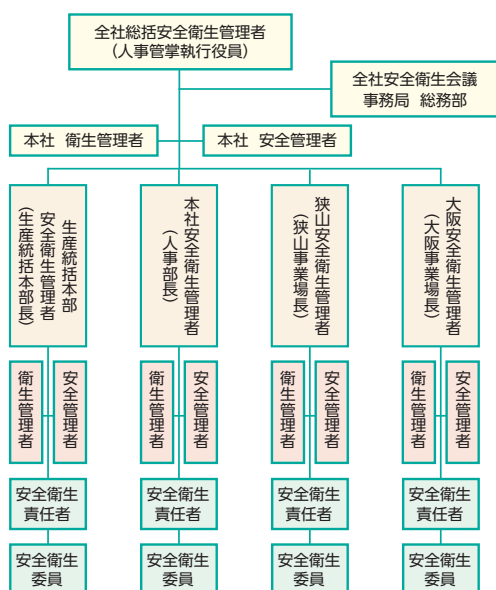 全社総括安全衛生管理者
（人事管掌執行役員）
全社安全衛生会議
事務局 総務部
本社 衛生管理者
本社 安全管理者
生産統括本部
安全衛生管理者
（生産統括本部長）
本社安全衛生管理者
（人事部長）
狭山安全衛生管理者
（狭山事業場長）
大阪安全衛生管理者
（大阪事業場長）
衛生管理者
安全管理者
衛生管理者
安全管理者
衛生管理者
安全管理者
衛生管理者
安全管理者
安全衛生
責任者
安全衛生
責任者
安全衛生
責任者
安全衛生
責任者
安全衛生
委員
安全衛生
委員
安全衛生
委員
安全衛生
委員